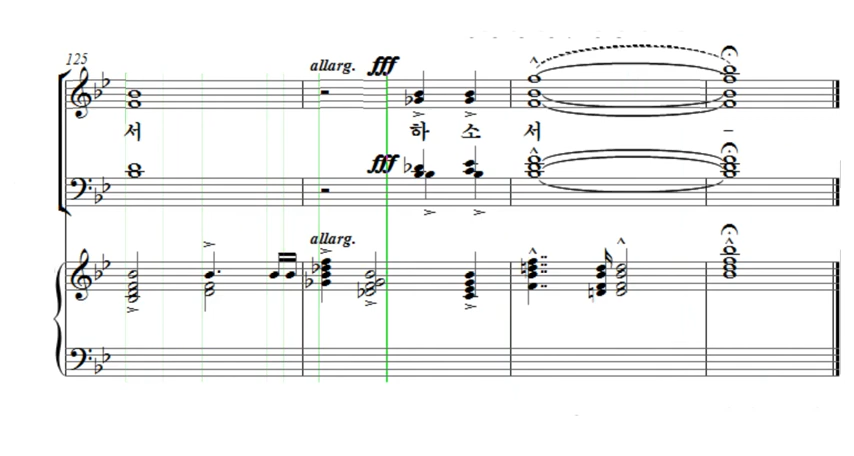 125
allarg. fff
서 하 소 서 -
fff
allarg.